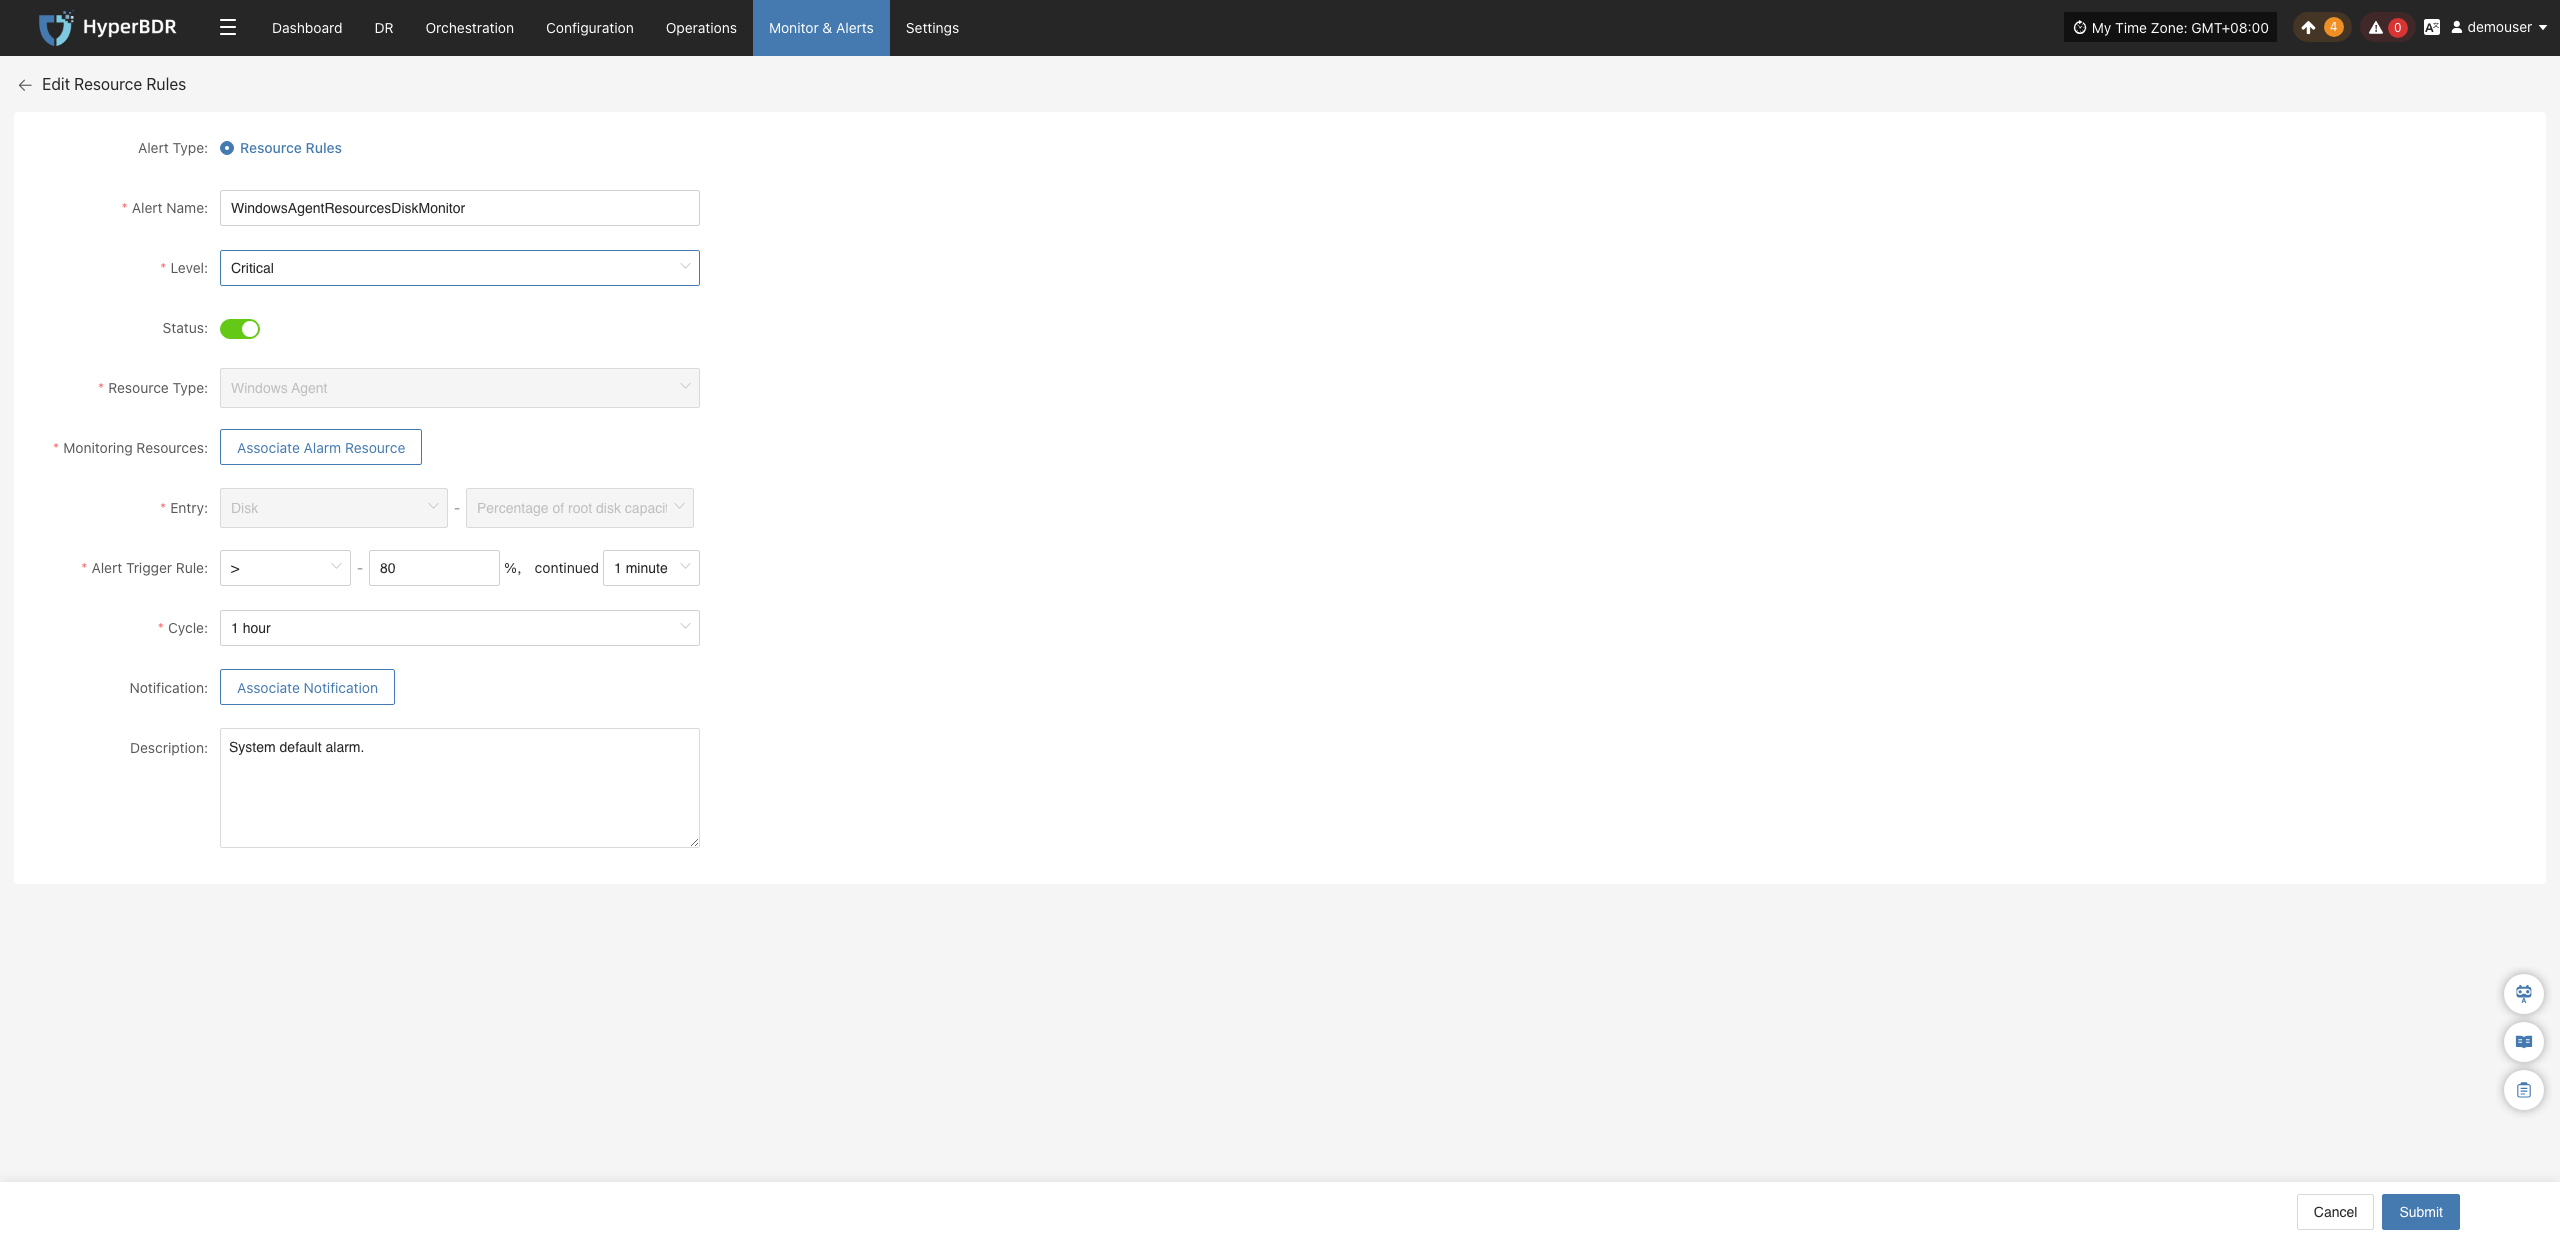 HyperBDR
Dashboard DR Orchestration Configuration Operations Monitor & Alerts Settings
My Time Zone: GMT+08:00 4 0 demouser
Edit Resource Rules
Alert Type: Resource Rules
* Alert Name: WindowsAgentResourcesDiskMonitor
* Level: Critical
Status:
* Resource Type: Windows Agent
* Monitoring Resources: Associate Alarm Resource
* Entry: Disk - Percentage of root disk
* Alert Trigger Rule: > - 80 %, continued 1 minute
* Cycle: 1 hour
Notification: Associate Notification
Description: System default alarm.
Cancel Submit